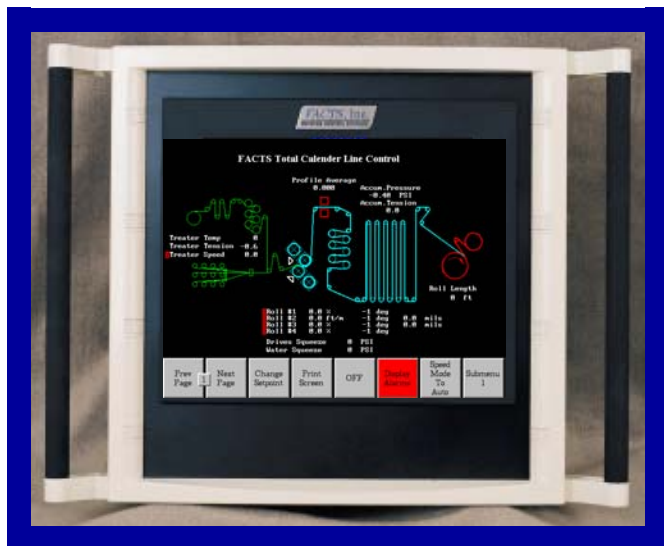 FACTS, Inc.
FACTS Total Calender Line Control
Profile Average
0.000
Accum.Pressure
-0.40 PSI
Accum.Tension
0.0
Treater Temp 0
Treater Tension -0.6
Treater Speed 0.0
Roll Length
0 ft
Roll #1 0.0 % -1 deg
Roll #2 0.0 ft/m -1 deg 0.0 mils
Roll #3 0.0 % -1 deg 0.0 mils
Roll #4 0.0 % -1 deg
Drives Squeeze 0 PSI
Water Squeeze 0 PSI
Prev Page
1
Next Page
Change Setpoint
Print Screen
OFF
Display Alarms
Speed Mode To Auto
Submenu 1